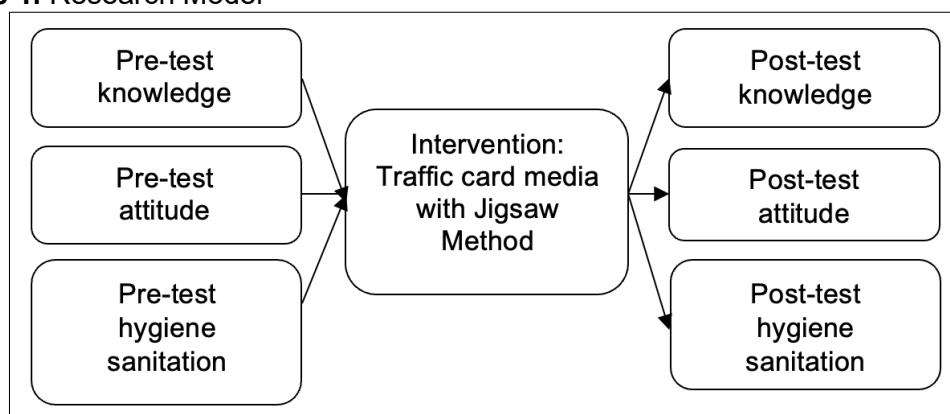 Research Model
Pre-test
knowledge
Pre-test
attitude
Pre-test
hygiene
sanitation
Intervention:
Traffic card media
with Jigsaw
Method
Post-test
knowledge
Post-test
attitude
Post-test
hygiene
sanitation